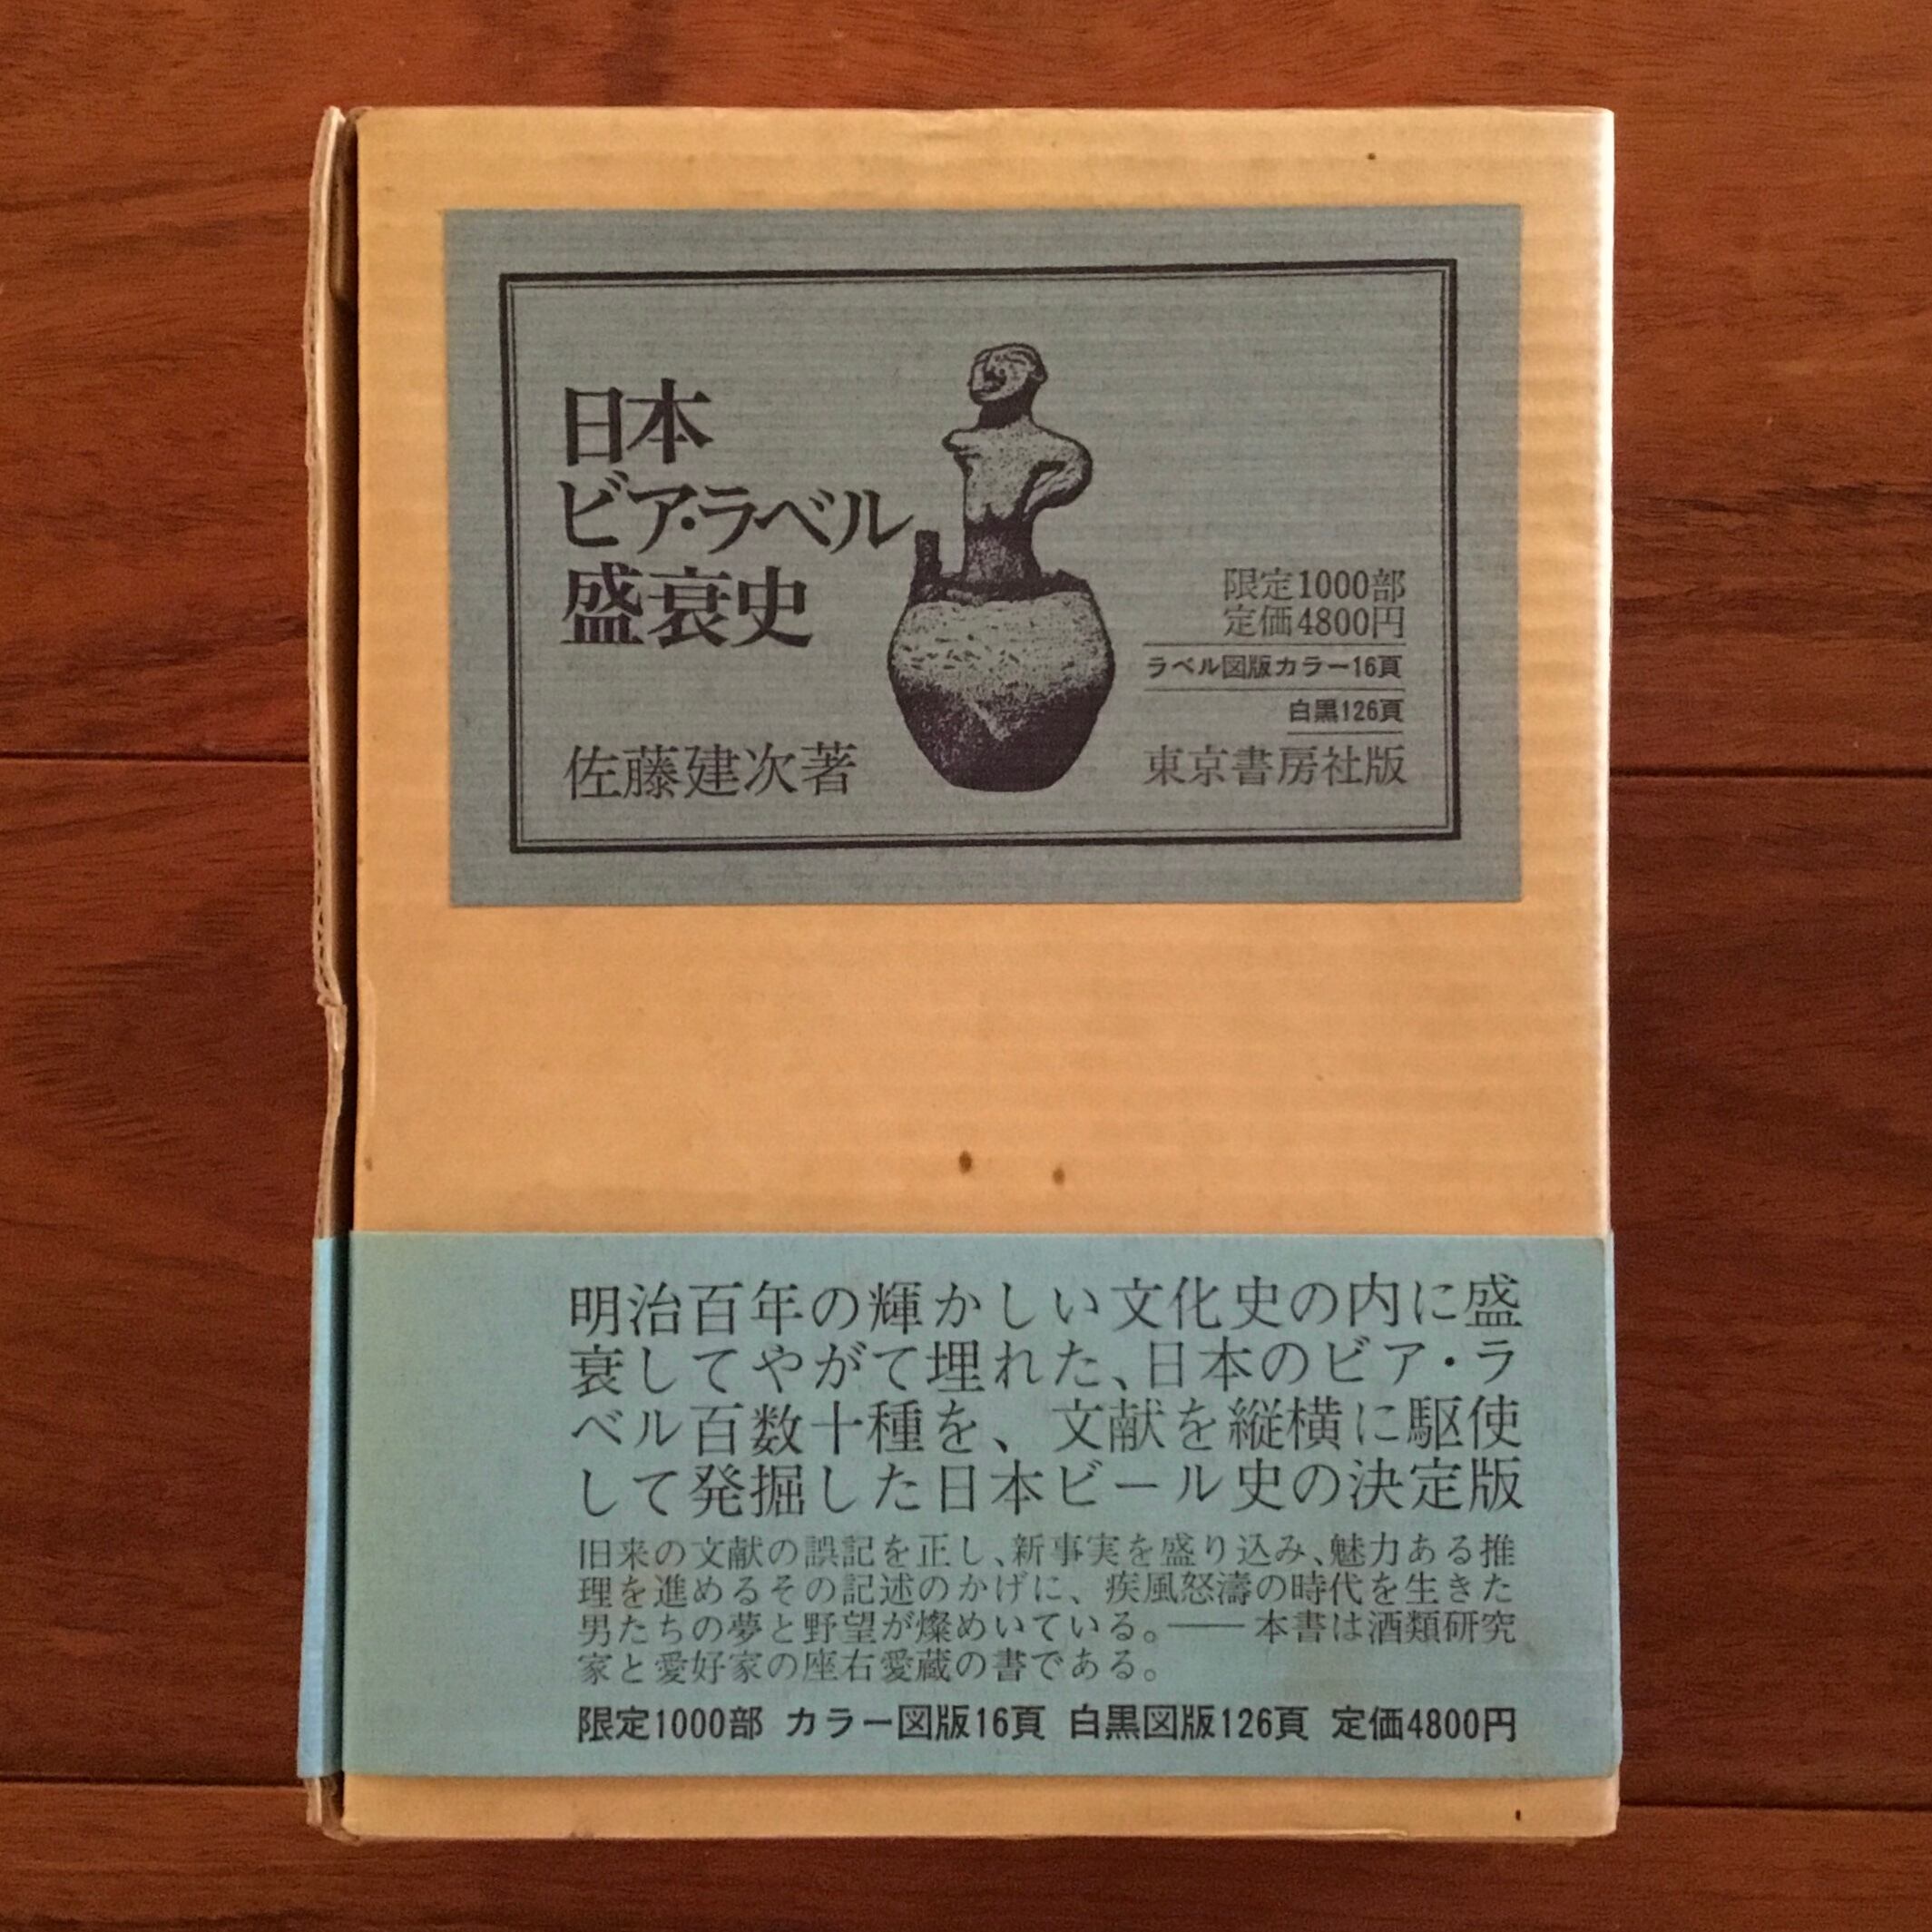 日本
ビア・ラベル
盛衰史
佐藤建次著
限定1000部
定価4800円
ラベル図版カラー16頁
白黒126頁
東京書房社版
明治百年の輝かしい文化史の内に盛
衰してやがて埋れた、日本のビア・ラ
ベル百数十種を、文献を縦横に駆使
して発掘した日本ビール史の決定版
旧来の文献の誤記を正し、新事実を盛り込み、魅力ある推
理を進めるその記述のかげに、疾風怒濤の時代を生きた
男たちの夢と野望が燦めいている。——本書は酒類研究
家と愛好家の座右愛蔵の書である。
限定1000部 カラー図版16頁 白黒図版126頁 定価4800円